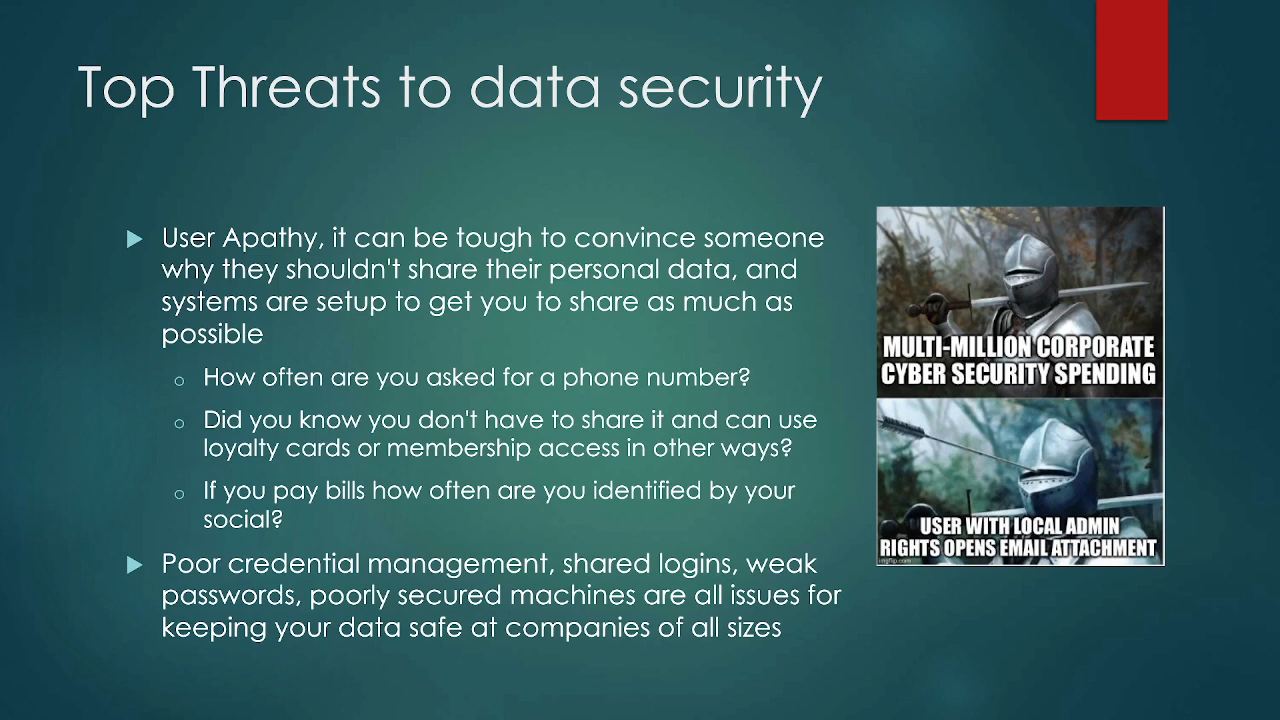 Top Threats to data security
User Apathy, it can be tough to convince someone
why they shouldn't share their personal data, and
systems are setup to get you to share as much as
possible
How often are you asked for a phone number?
Did you know you don't have to share it and can use
loyalty cards or membership access in other ways?
If you pay bills how often are you identified by your
social?
Poor credential management, shared logins, weak
passwords, poorly secured machines are all issues for
keeping your data safe at companies of all sizes
MULTI-MILLION CORPORATE
CYBER SECURITY SPENDING
USER WITH LOCAL ADMIN
RIGHTS OPENS EMAIL ATTACHMENT
imgflip.com